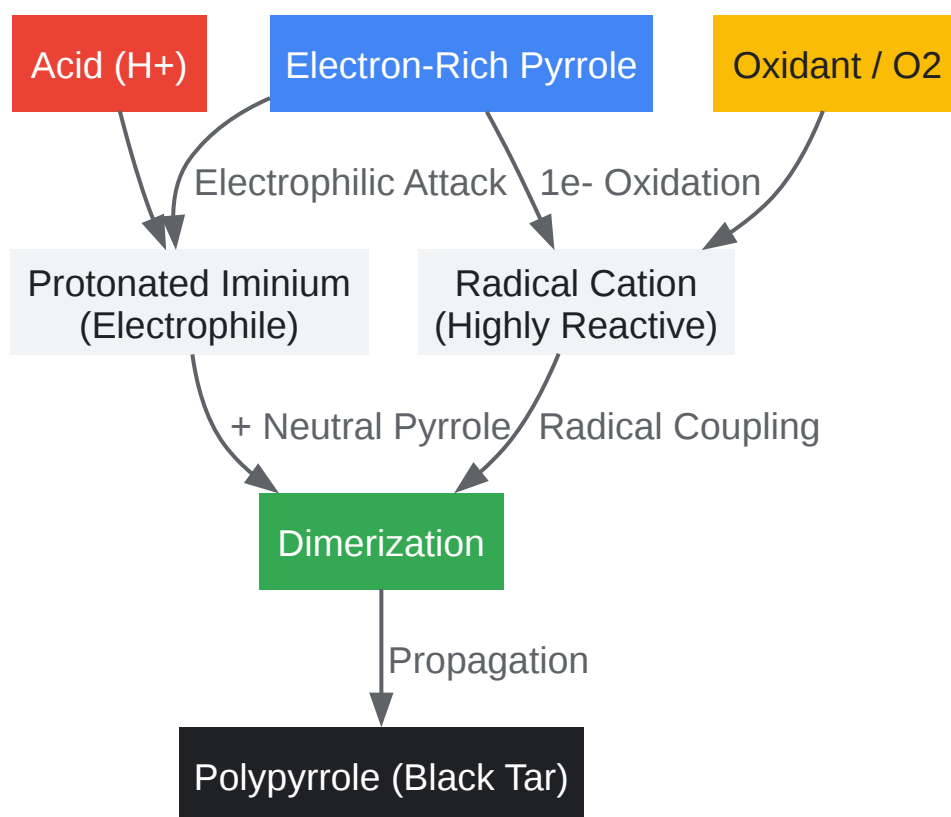 Acid (H+)
Electron-Rich Pyrrole
Oxidant / O2
Electrophilic Attack
1e- Oxidation
Protonated Iminium
(Electrophile)
Radical Cation
(Highly Reactive)
+ Neutral Pyrrole
Radical Coupling
Dimerization
Propagation
Polypyrrole (Black Tar)